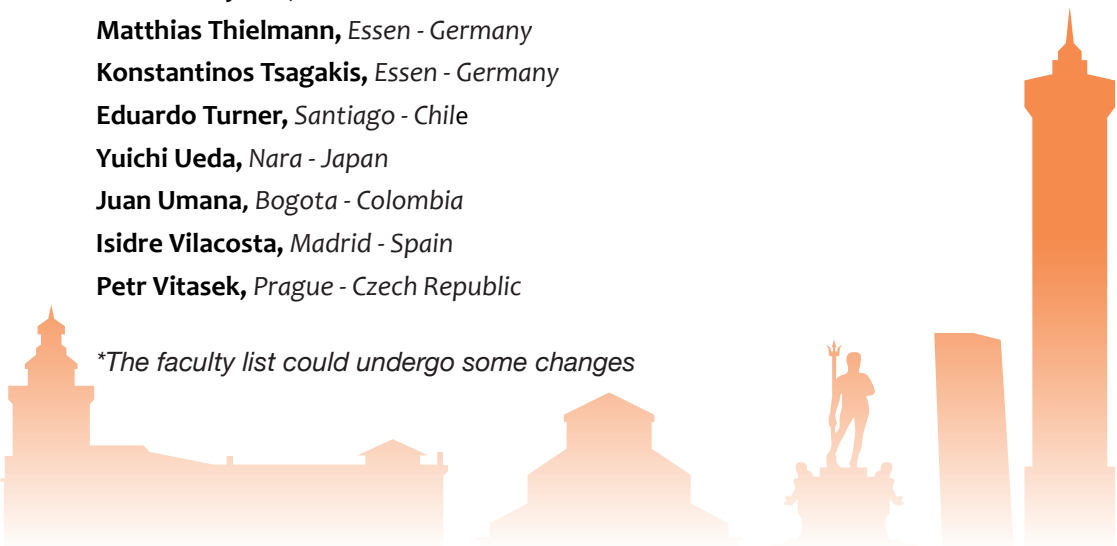 Matthias Thielmann, Essen - Germany
Konstantinos Tsagakis, Essen - Germany
Eduardo Turner, Santiago - Chile
Yuichi Ueda, Nara - Japan
Juan Umana, Bogota - Colombia
Isidre Vilacosta, Madrid - Spain
Petr Vitasek, Prague - Czech Republic
*The faculty list could undergo some changes